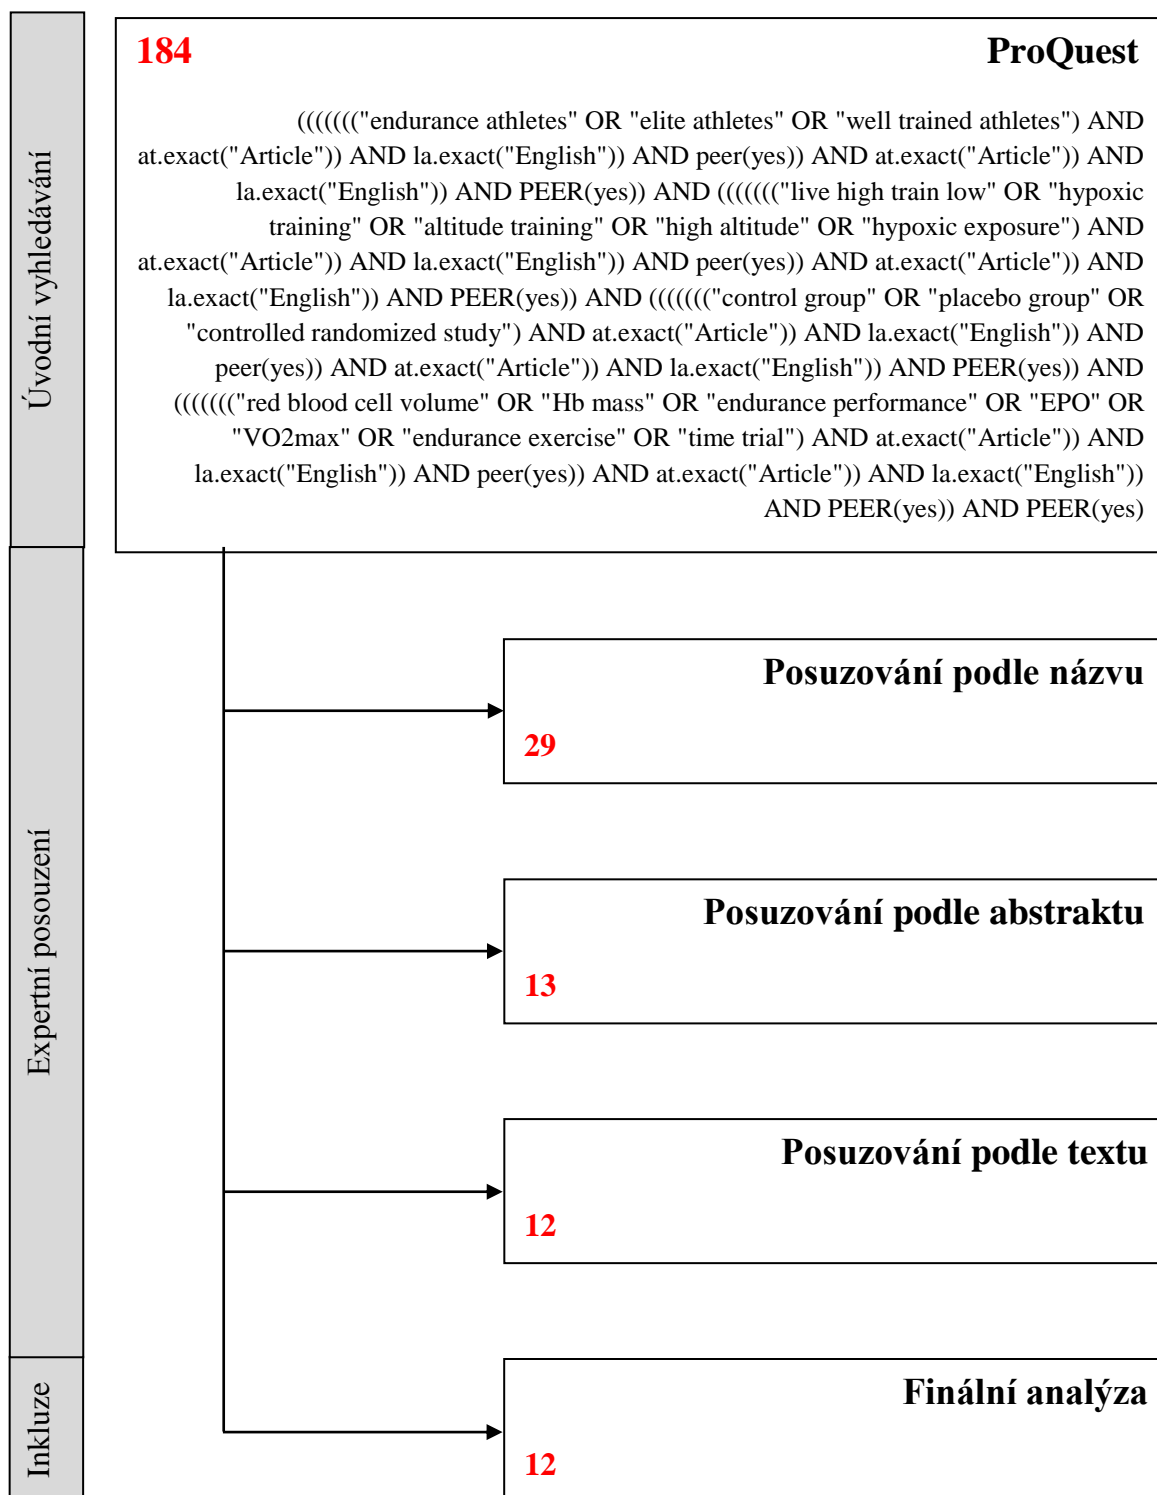 Úvodní vyhledávání
184
ProQuest
((((((("endurance athletes" OR "elite athletes" OR "well trained athletes") AND
at.exact("Article")) AND la.exact("English")) AND peer(yes)) AND at.exact("Article")) AND
la.exact("English")) AND PEER(yes)) AND ((((((("live high train low" OR "hypoxic
training" OR "altitude training" OR "high altitude" OR "hypoxic exposure") AND
at.exact("Article")) AND la.exact("English")) AND peer(yes)) AND at.exact("Article")) AND
la.exact("English")) AND PEER(yes)) AND ((((((("control group" OR "placebo group" OR
"controlled randomized study") AND at.exact("Article")) AND la.exact("English")) AND
peer(yes)) AND at.exact("Article")) AND la.exact("English")) AND PEER(yes)) AND
((((((("red blood cell volume" OR "Hb mass" OR "endurance performance" OR "EPO" OR
"VO2max" OR "endurance exercise" OR "time trial") AND at.exact("Article")) AND
la.exact("English")) AND peer(yes)) AND at.exact("Article")) AND la.exact("English"))
AND PEER(yes)) AND PEER(yes)
Expertní posouzení
Posuzování podle názvu
29
Posuzování podle abstraktu
13
Posuzování podle textu
12
Inkluze
Finální analýza
12